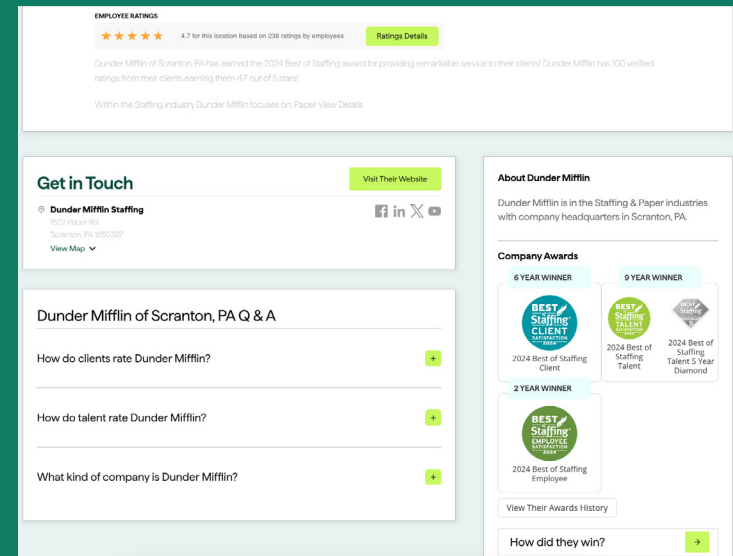 EMPLOYEE RATINGS
4.7 for this location based on 238 ratings by employees
Ratings Details
Dunder Mifflin of Scranton, PA has earned the 2024 Best of Staffing award for providing remarkable service to their clients! Dunder Mifflin has 100 verified
ratings from their clients earning them 4.7 out of 5 stars!
Within the Staffing industry Dunder Mifflin focuses on: Paper View Details
Get in Touch
Visit Their Website
Dunder Mifflin Staffing
1522 Paper Rd
Scranton, PA 1850387
View Map
Dunder Mifflin of Scranton, PA Q & A
How do clients rate Dunder Mifflin?
+
How do talent rate Dunder Mifflin?
+
What kind of company is Dunder Mifflin?
+
About Dunder Mifflin
Dunder Mifflin is in the Staffing & Paper industries
with company headquarters in Scranton, PA.
Company Awards
6 YEAR WINNER
BEST
of
Staffing
CLIENT
SATISFACTION
2024
2024 Best of Staffing
Client
9 YEAR WINNER
BEST
of
Staffing
TALENT
SATISFACTION
2024
2024 Best of
Staffing
Talent
BEST
Staffing
2024 Best of
Staffing
Talent 5 Year
Diamond
2 YEAR WINNER
BEST
of
Staffing
EMPLOYEE
SATISFACTION
2024
2024 Best of Staffing
Employee
View Their Awards History
How did they win?